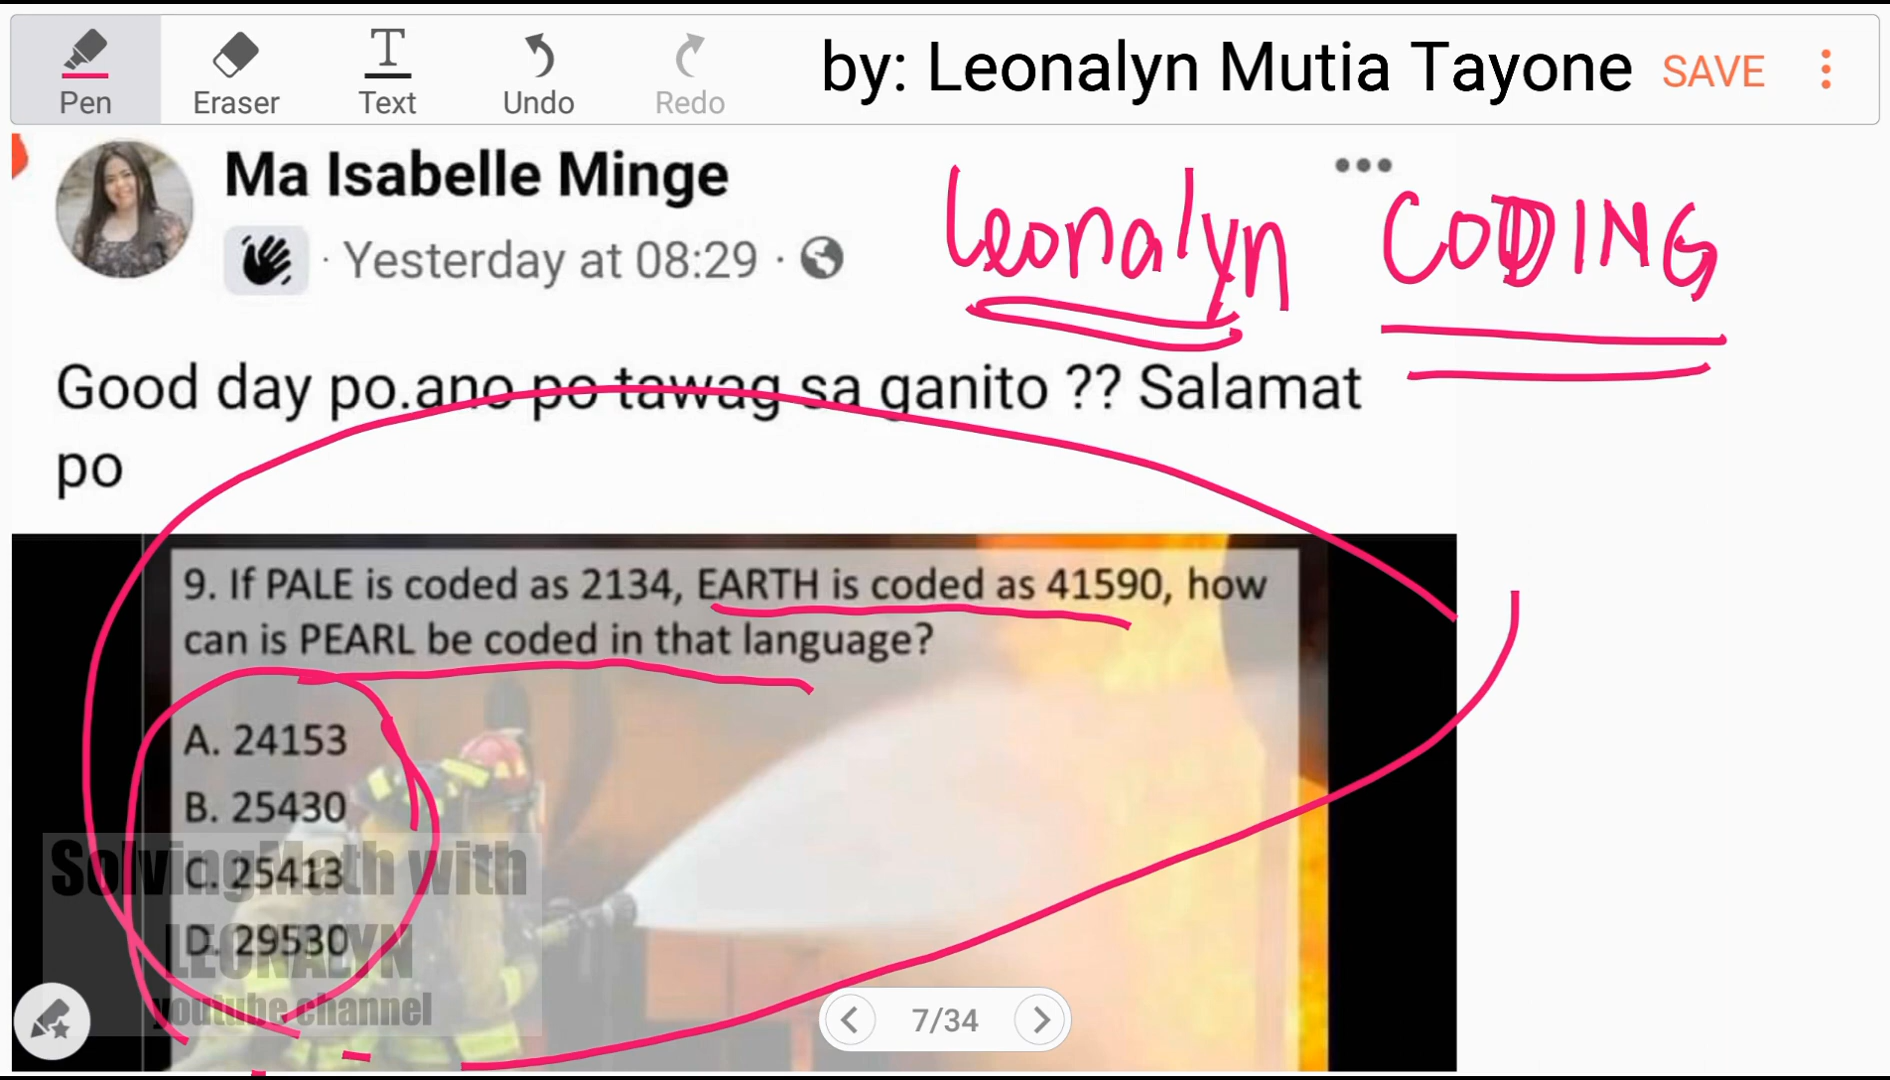 Pen
Eraser
Text
Undo
Redo
by: Leonalyn Mutia Tayone
SAVE
Ma Isabelle Minge
· Yesterday at 08:29 ·
Leonalyn CODING
Good day po.ano po tawag sa ganito ?? Salamat
po
9. If PALE is coded as 2134, EARTH is coded as 41590, how
can is PEARL be coded in that language?
A. 24153
B. 25430
C. 25413
D. 29530
SolvingMath with
LEONALYN
youtube channel
7/34